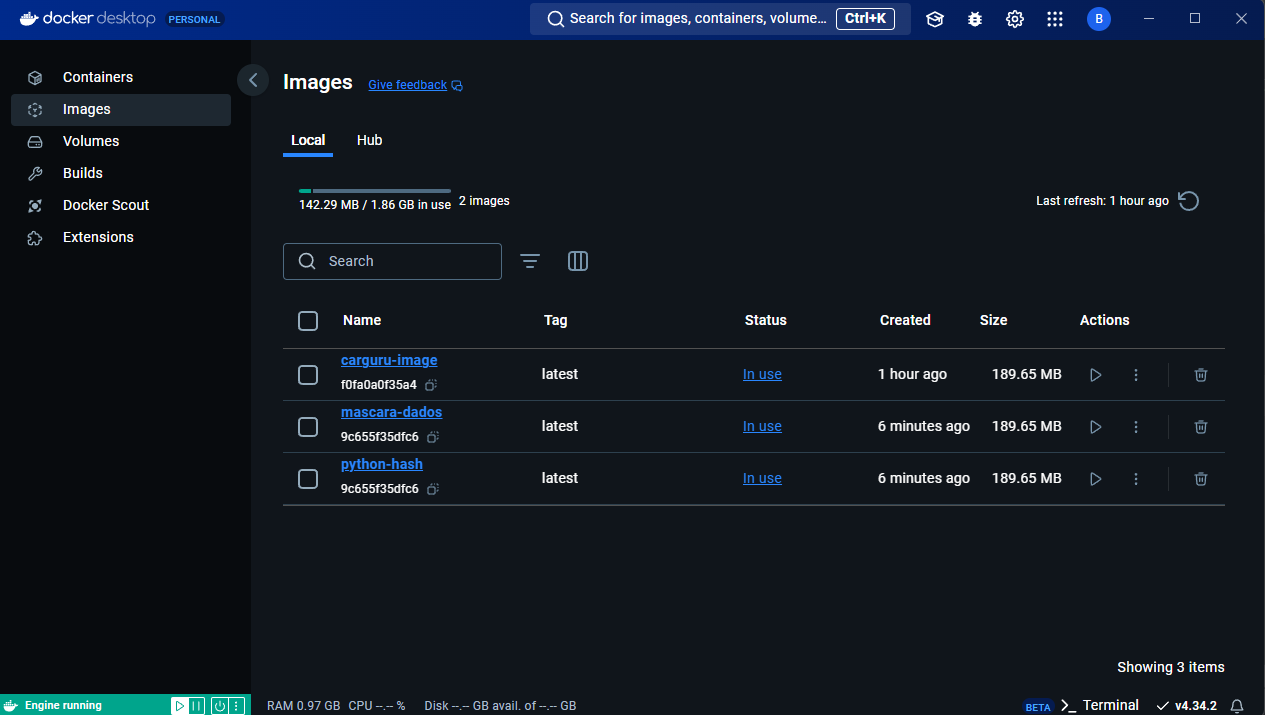 docker desktop PERSONAL Search for images, containers, volume... Ctrl+K B
Containers
Images
Volumes
Builds
Docker Scout
Extensions
Images Give feedback
Local Hub
142.29 MB / 1.86 GB in use 2 images Last refresh: 1 hour ago
Search
Name Tag Status Created Size Actions
carguru-image
f0fa0a0f35a4
latest In use 1 hour ago 189.65 MB
mascara-dados
9c655f35dfc6
latest In use 6 minutes ago 189.65 MB
python-hash
9c655f35dfc6
latest In use 6 minutes ago 189.65 MB
Showing 3 items
Engine running RAM 0.97 GB CPU --.-- % Disk --.-- GB avail. of --.-- GB BETA Terminal v4.34.2